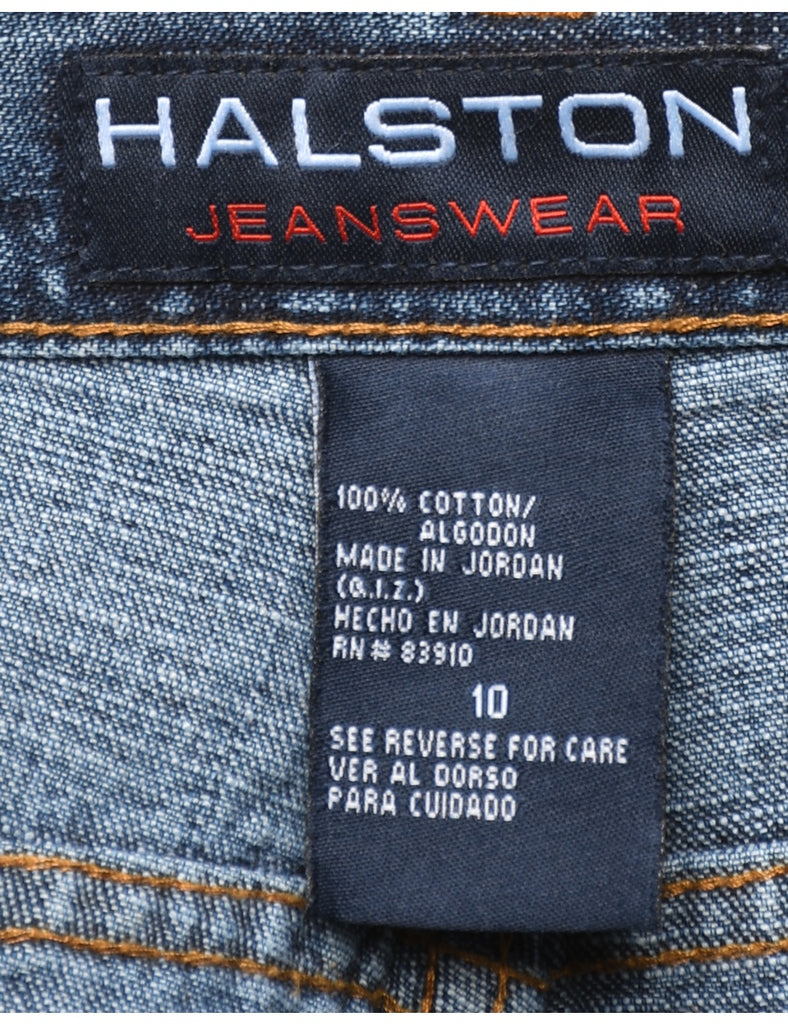 HALSTON
JEANSWEAR
100% COTTON/
ALGODON
MADE IN JORDAN
(Q.I.Z.)
HECHO EN JORDAN
RN# 83910
10
SEE REVERSE FOR CARE
VER AL DORSO
PARA CUIDADO